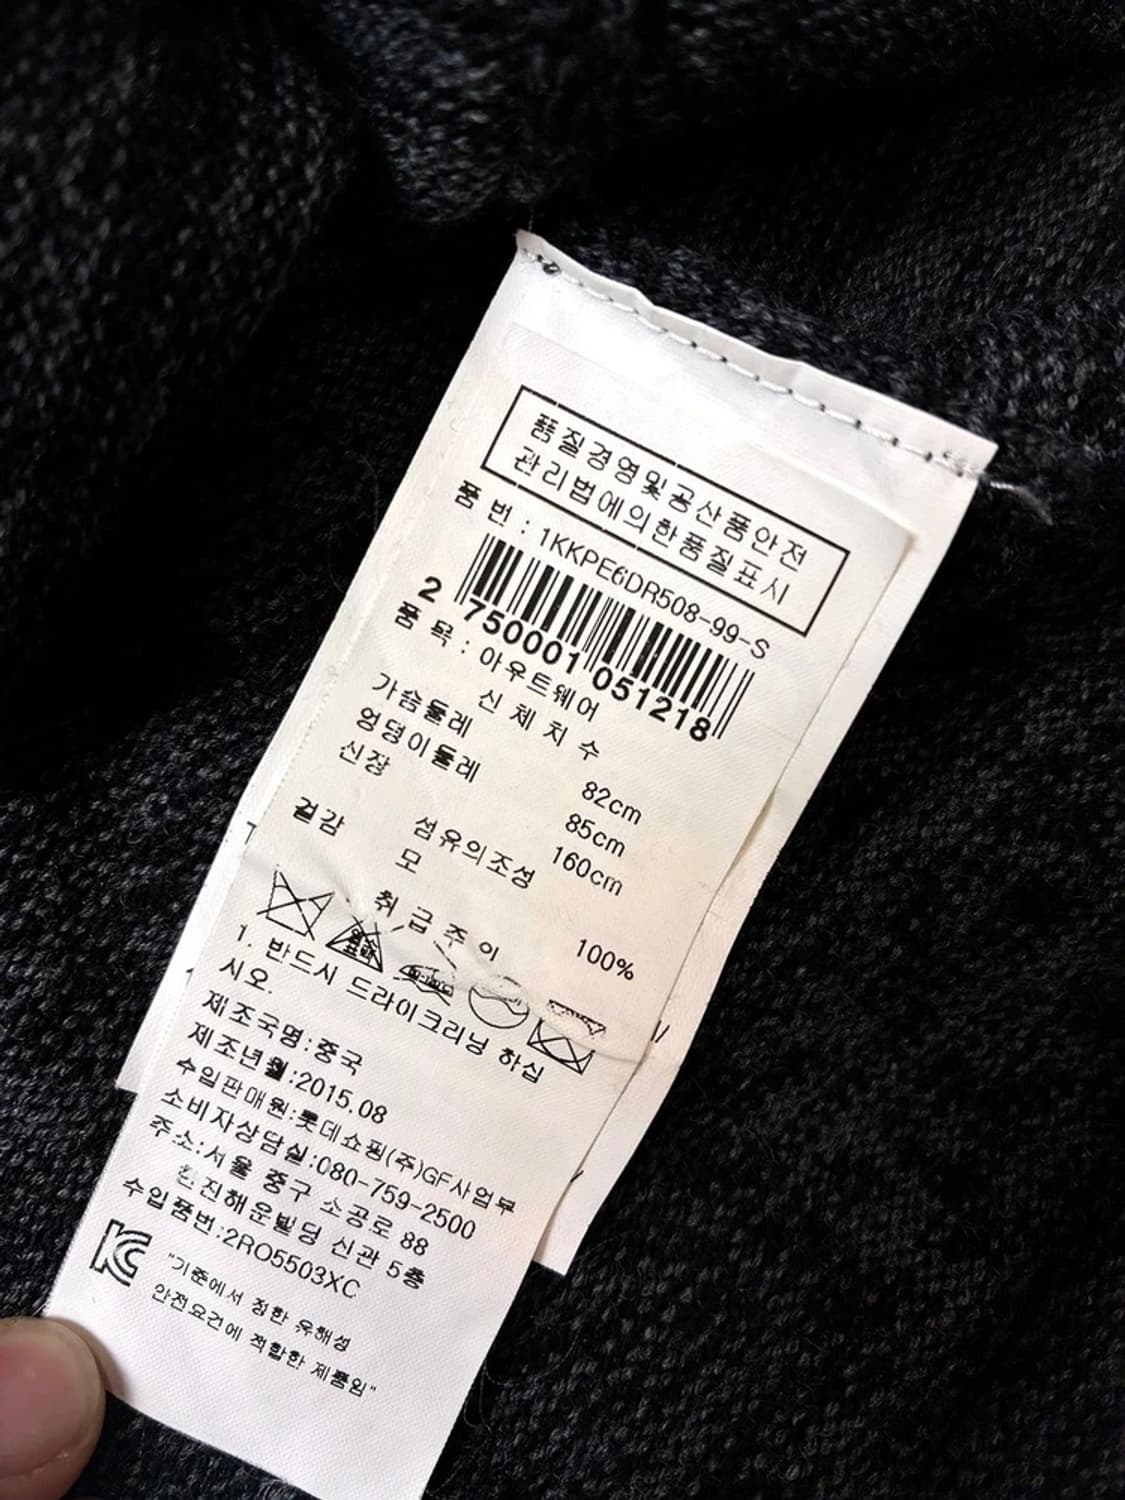 품질경영및공산품안전
관리법에의한품질표시
품 번 : 1KKPE6DR508-99-S
2 750001 051218
품 목 : 아우트웨어
신 체 치 수
가슴둘레 82cm
엉덩이둘레 85cm
신장 160cm
섬유의조성
겉감 모 100%
취 급 주 의
1. 반드시 드라이크리닝 하십
시오.
제조국명:중국
제조년월:2015.08
수입판매원:롯데쇼핑(주)GF사업부
소비자상담실:080-759-2500
주소:서울 중구 소공로 88
한진해운빌딩 신관 5층
수입품번:2RO5503XC
"기준에서 정한 유해성
안전요건에 적합한 제품임"